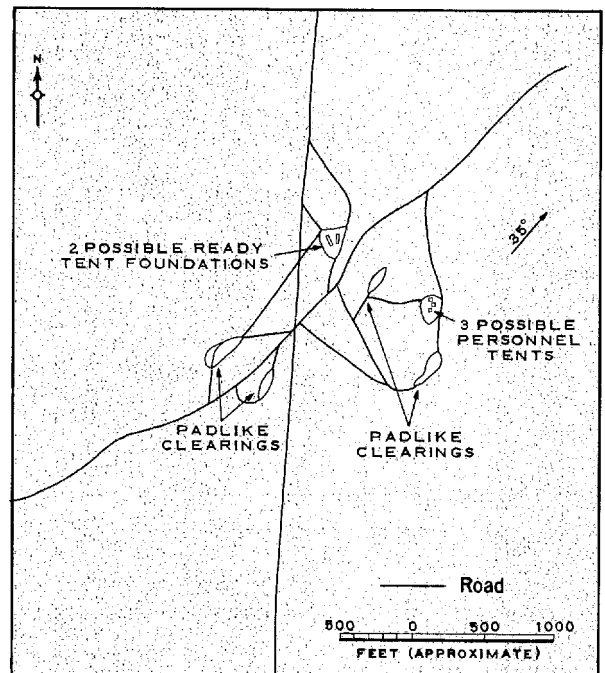 N
2 POSSIBLE READY
TENT FOUNDATIONS
35°
3 POSSIBLE
PERSONNEL
TENTS
PADLIKE
CLEARINGS
PADLIKE
CLEARINGS
Road
500 0 500 1000
FEET (APPROXIMATE)